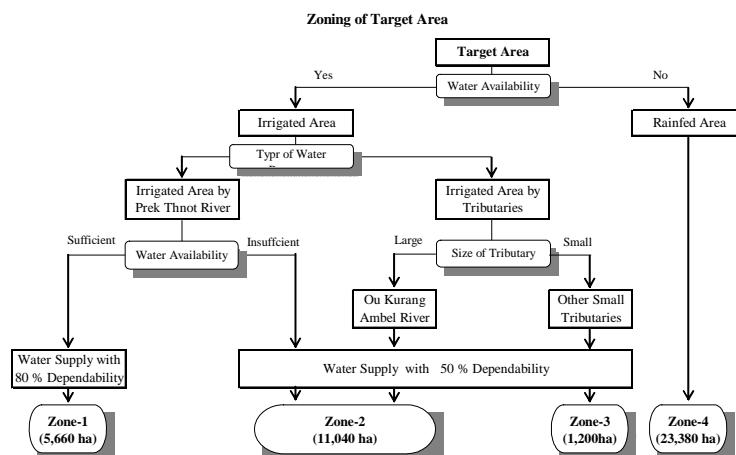 Zoning of Target Area
Target Area
Yes
Water Availability
No
Irrigated Area
Rainfed Area
Typr of Water
Irrigated Area by
Prek Thnot River
Irrigated Area by
Tributaries
Sufficient
Water Availability
Insuffcient
Large
Size of Tributary
Small
Ou Kurang
Ambel River
Other Small
Tributaries
Water Supply with
80 % Dependability
Water Supply with 50 % Dependability
Zone-1
(5,660 ha)
Zone-2
(11,040 ha)
Zone-3
(1,200ha)
Zone-4
(23,380 ha)